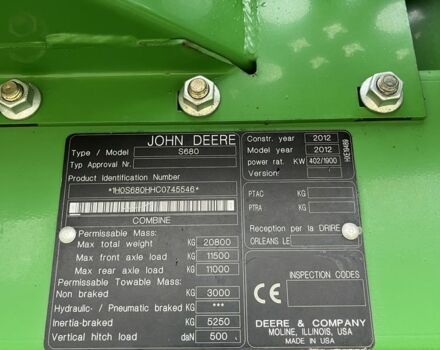 JOHN DEERE
Type / Model S680
Typ Approval Nr.
Product Identification Number
*1H0S680HHC0745546*
COMBINE
Permissable Mass:
Max total weight KG 20800
Max front axle load KG 11500
Max rear axle load KG 11000
Permissable Towable Mass:
Non braked KG 3000
Hydraulic- / Pneumatic braked KG ***
Inertia-braked KG 5250
Vertical hitch load daN 500
Constr. year 2012
Model year 2012
power rat. KW 402/1900
Version
HXE19489
PTAC KG
PTRA KG
Reception per la DRIRE
ORLEANS LE
CE
INSPECTION CODES
DEERE & COMPANY
MOLINE, ILLINOIS, USA
MADE IN USA